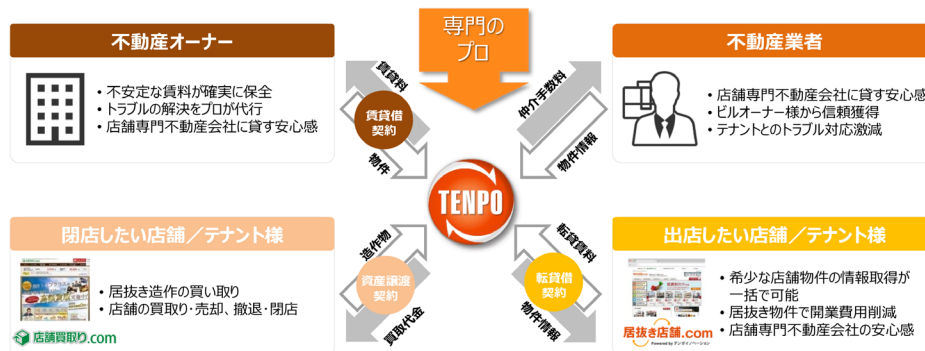 専門の
プロ
不動産オーナー
・不安定な賃料が確実に保全
・トラブルの解決をプロが代行
・店舗専門不動産会社に貸す安心感
賃貸料
賃貸借
契約
物件
不動産業者
・店舗専門不動産会社に貸す安心感
・ビルオーナー様から信頼獲得
・テナントとのトラブル対応激減
仲介手数料
物件情報
TENPO
閉店したい店舗／テナント様
・居抜き造作の買い取り
・店舗の買取り・売却、撤退・閉店
店舗買取り.com
造作物
資産譲渡
契約
買取代金
出店したい店舗／テナント様
・希少な店舗物件の情報取得が
一括で可能
・居抜き物件で開業費用削減
・店舗専門不動産会社の安心感
居抜き店舗.com
Powered by テンポイノベーション
転貸賃料
転貸借
契約
物件情報